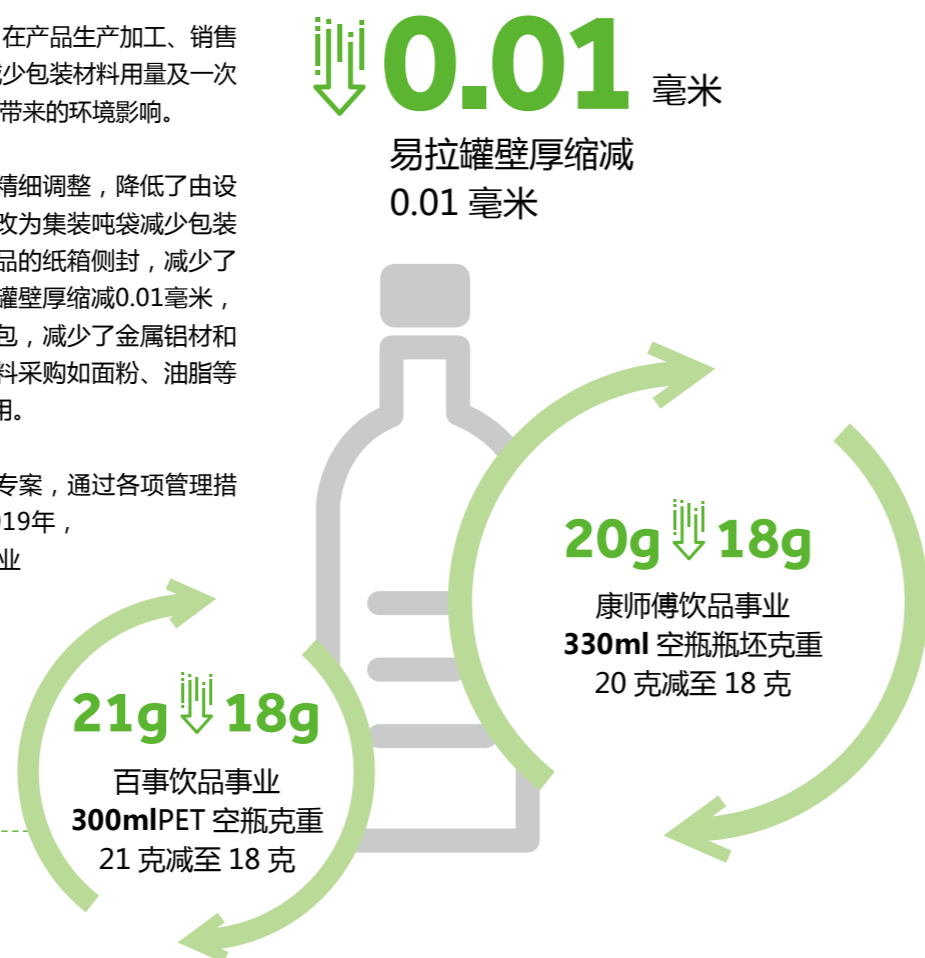 在产品生产加工、销售
少包装材料用量及一次
带来的环境影响。
精细调整，降低了由设
改为集装吨袋减少包装
品的纸箱侧封，减少了
罐壁厚缩减0.01毫米，
包，减少了金属铝材和
料采购如面粉、油脂等
用。
专案，通过各项管理措
019年，
业
0.01 毫米
易拉罐壁厚缩减
0.01 毫米
20g 18g
康师傅饮品事业
330ml 空瓶瓶坯克重
20 克减至 18 克
21g 18g
百事饮品事业
300mlPET 空瓶克重
21 克减至 18 克